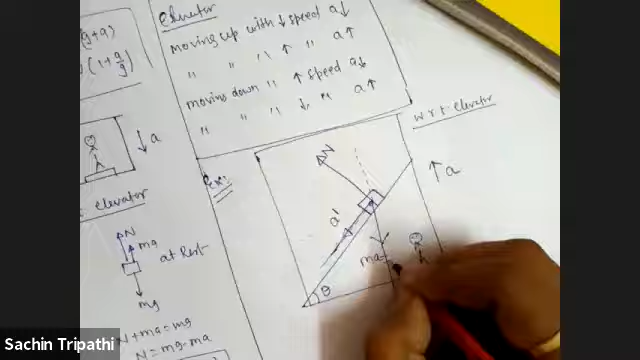 (g+a)
(1+a/g)
↓ a
elevator
N
ma
at Rest
mg
N+ma=mg
N=mg-ma
elevator
moving up with ↓ speed a↓
" " " ↑ " a↑
moving down " ↑ speed a↓
" " " ↓ " a↑
w.r.t elevator
Ex:
N
↑a
a'
ma
θ
Sachin Tripathi